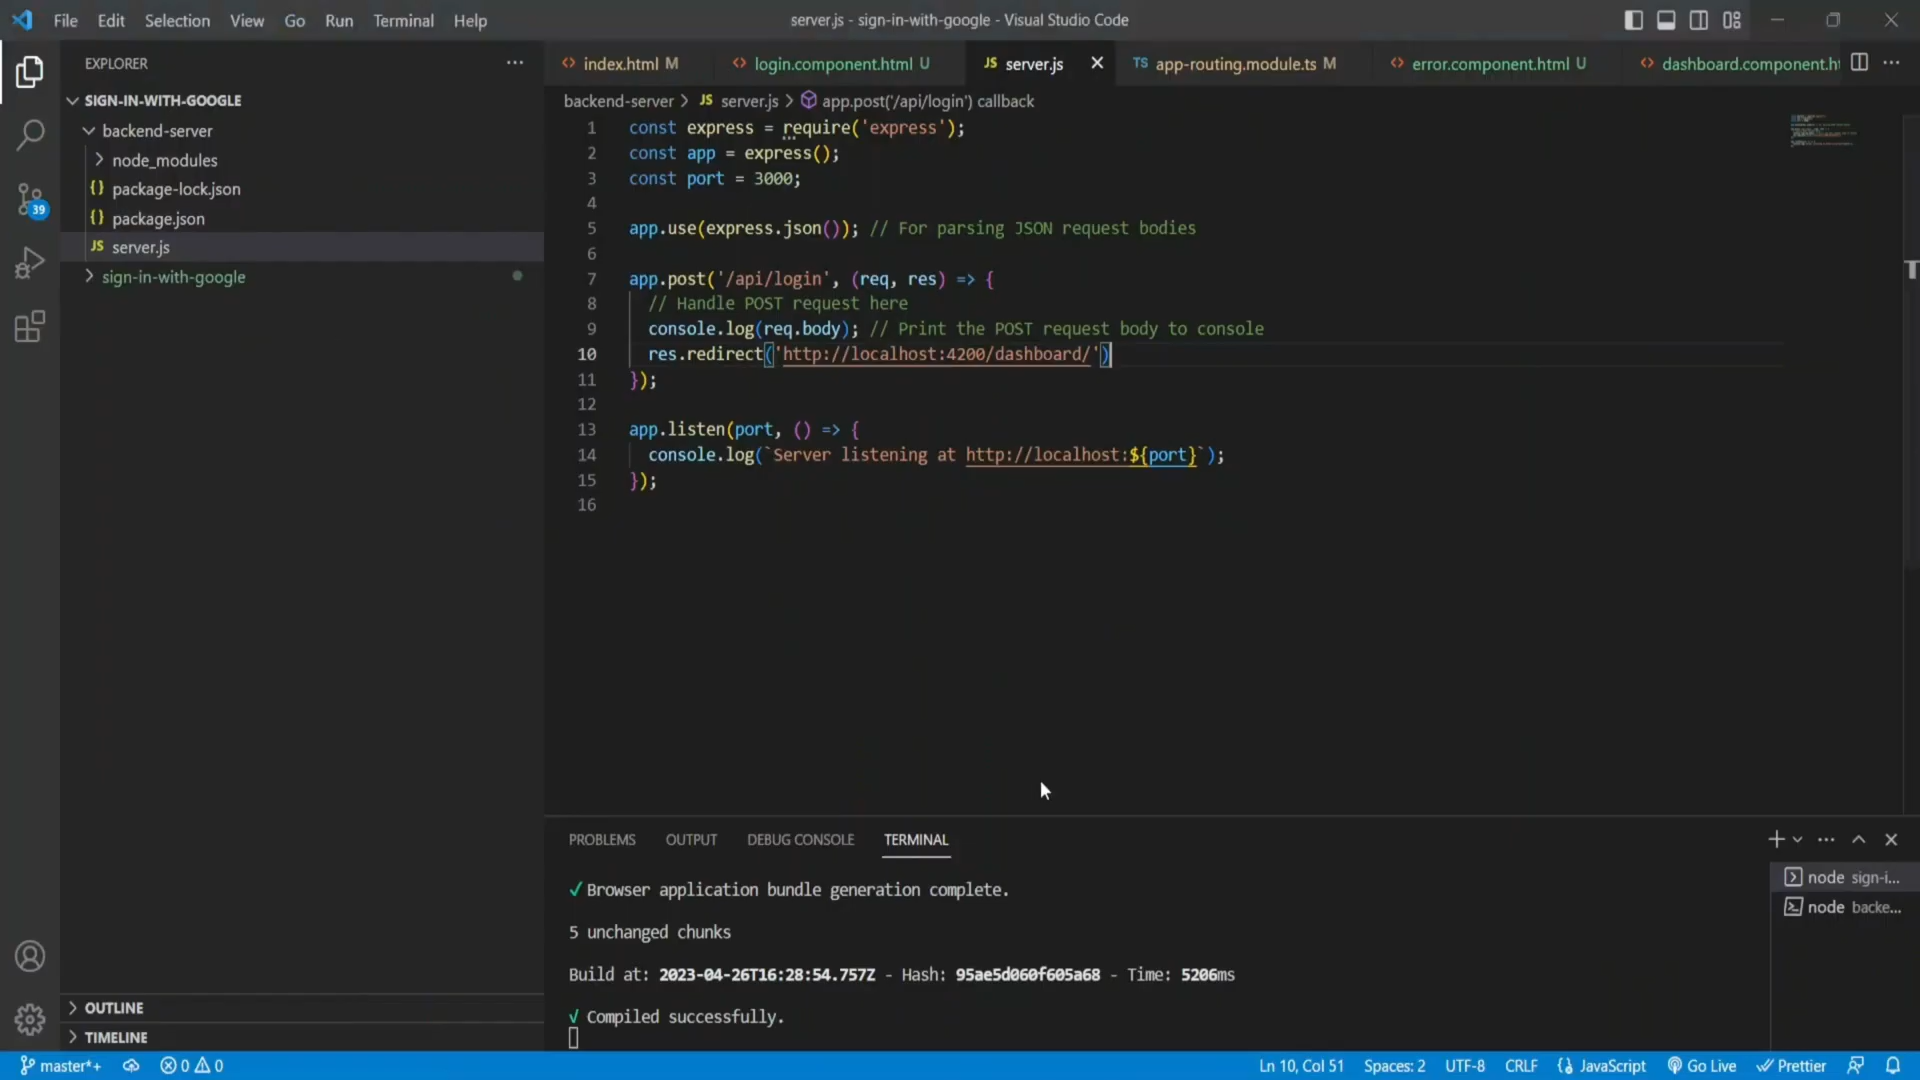 File Edit Selection View Go Run Terminal Help
server.js - sign-in-with-google - Visual Studio Code
EXPLORER
SIGN-IN-WITH-GOOGLE
backend-server
node_modules
{} package-lock.json
{} package.json
JS server.js
sign-in-with-google
39
OUTLINE
TIMELINE
<> index.html M
<> login.component.html U
JS server.js
TS app-routing.module.ts M
<> error.component.html U
<> dashboard.component.ht
backend-server > JS server.js > app.post('/api/login') callback
1 const express = require('express');
2 const app = express();
3 const port = 3000;
4
5 app.use(express.json()); // For parsing JSON request bodies
6
7 app.post('/api/login', (req, res) => {
8 // Handle POST request here
9 console.log(req.body); // Print the POST request body to console
10 res.redirect('http://localhost:4200/dashboard/')
11 });
12
13 app.listen(port, () => {
14 console.log(`Server listening at http://localhost:${port}`);
15 });
16
PROBLEMS OUTPUT DEBUG CONSOLE TERMINAL
√ Browser application bundle generation complete.
5 unchanged chunks
Build at: 2023-04-26T16:28:54.757Z - Hash: 95ae5d060f605a68 - Time: 5206ms
√ Compiled successfully.
node sign-i...
node backe...
master*+ 0 0
Ln 10, Col 51 Spaces: 2 UTF-8 CRLF {} JavaScript Go Live Prettier